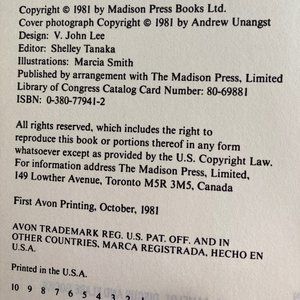 Copyright © 1981 by Madison Press Books Ltd.
Cover photograph Copyright © 1981 by Andrew Unangst
Design: V. John Lee
Editor: Shelley Tanaka
Illustrations: Marcia Smith
Published by arrangement with The Madison Press, Limited
Library of Congress Catalog Card Number: 80-69881
ISBN: 0-380-77941-2
All rights reserved, which includes the right to
reproduce this book or portions thereof in any form
whatsoever except as provided by the U.S. Copyright Law.
For information address The Madison Press, Limited,
149 Lowther Avenue, Toronto M5R 3M5, Canada
First Avon Printing, October, 1981
AVON TRADEMARK REG. U.S. PAT. OFF. AND IN
OTHER COUNTRIES, MARCA REGISTRADA, HECHO EN
U.S.A.
Printed in the U.S.A.
10 9 8 7 6 5 4 3 2